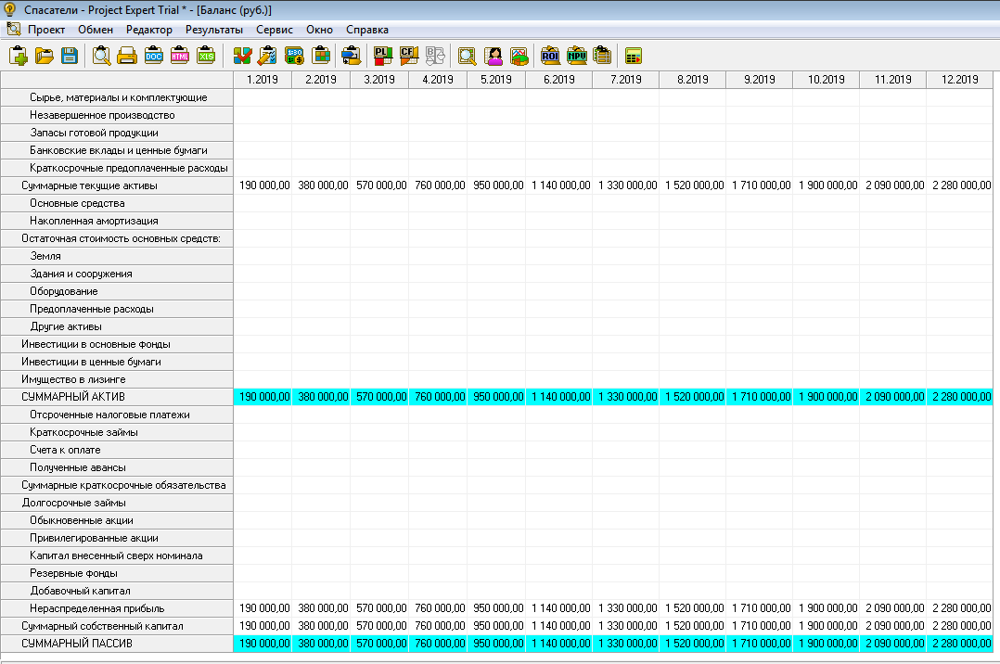 Спасатели - Project Expert Trial * - [Баланс (руб.)]
Проект Обмен Редактор Результаты Сервис Окно Справка
DOC HTML XLS 1:30 PL CF ROI NPV
1.2019 2.2019 3.2019 4.2019 5.2019 6.2019 7.2019 8.2019 9.2019 10.2019 11.2019 12.2019
Сырье, материалы и комплектующие
Незавершенное производство
Запасы готовой продукции
Банковские вклады и ценные бумаги
Краткосрочные предоплаченные расходы
Суммарные текущие активы 190 000,00 380 000,00 570 000,00 760 000,00 950 000,00 1 140 000,00 1 330 000,00 1 520 000,00 1 710 000,00 1 900 000,00 2 090 000,00 2 280 000,00
Основные средства
Накопленная амортизация
Остаточная стоимость основных средств:
Земля
Здания и сооружения
Оборудование
Предоплаченные расходы
Другие активы
Инвестиции в основные фонды
Инвестиции в ценные бумаги
Имущество в лизинге
СУММАРНЫЙ АКТИВ 190 000,00 380 000,00 570 000,00 760 000,00 950 000,00 1 140 000,00 1 330 000,00 1 520 000,00 1 710 000,00 1 900 000,00 2 090 000,00 2 280 000,00
Отсроченные налоговые платежи
Краткосрочные займы
Счета к оплате
Полученные авансы
Суммарные краткосрочные обязательства
Долгосрочные займы
Обыкновенные акции
Привилегированные акции
Капитал внесенный сверх номинала
Резервные фонды
Добавочный капитал
Нераспределенная прибыль 190 000,00 380 000,00 570 000,00 760 000,00 950 000,00 1 140 000,00 1 330 000,00 1 520 000,00 1 710 000,00 1 900 000,00 2 090 000,00 2 280 000,00
Суммарный собственный капитал 190 000,00 380 000,00 570 000,00 760 000,00 950 000,00 1 140 000,00 1 330 000,00 1 520 000,00 1 710 000,00 1 900 000,00 2 090 000,00 2 280 000,00
СУММАРНЫЙ ПАССИВ 190 000,00 380 000,00 570 000,00 760 000,00 950 000,00 1 140 000,00 1 330 000,00 1 520 000,00 1 710 000,00 1 900 000,00 2 090 000,00 2 280 000,00